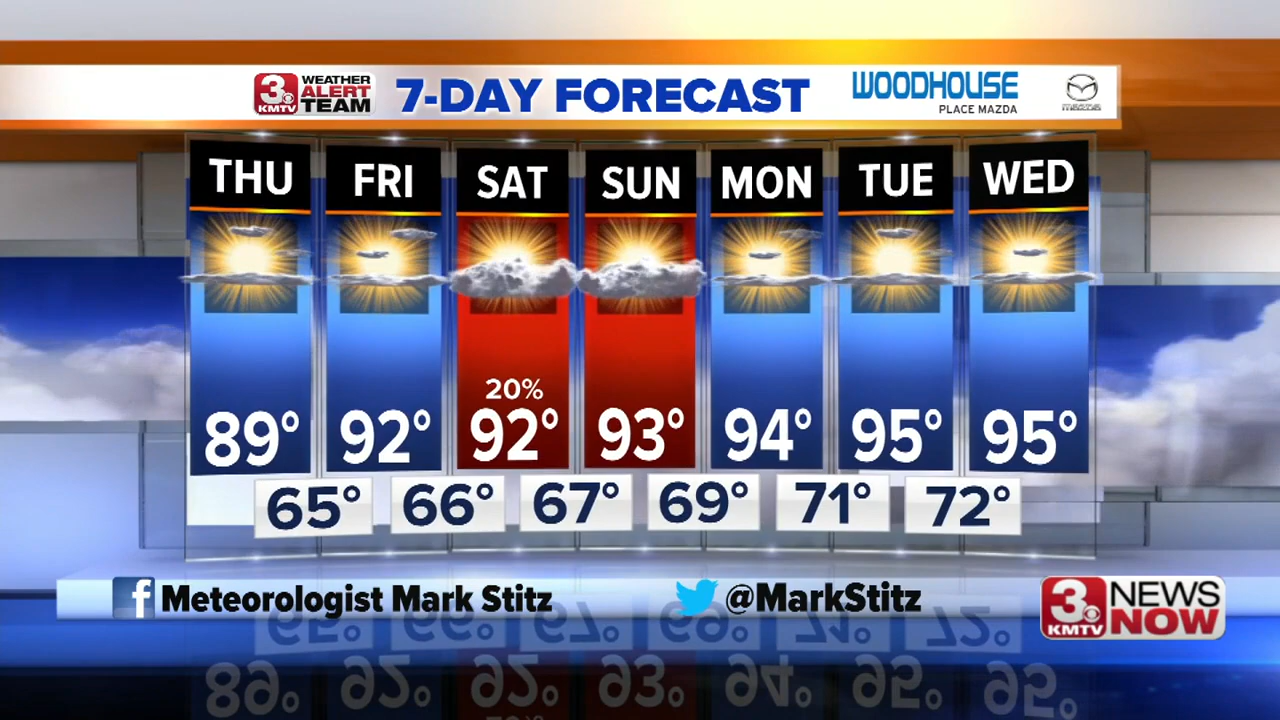 3 KMTV WEATHER ALERT TEAM 7-DAY FORECAST WOODHOUSE PLACE MAZDA
THU FRI SAT SUN MON TUE WED
20%
89° 92° 92° 93° 94° 95° 95°
65° 66° 67° 69° 71° 72°
f Meteorologist Mark Stitz @MarkStitz 3 KMTV NEWS NOW